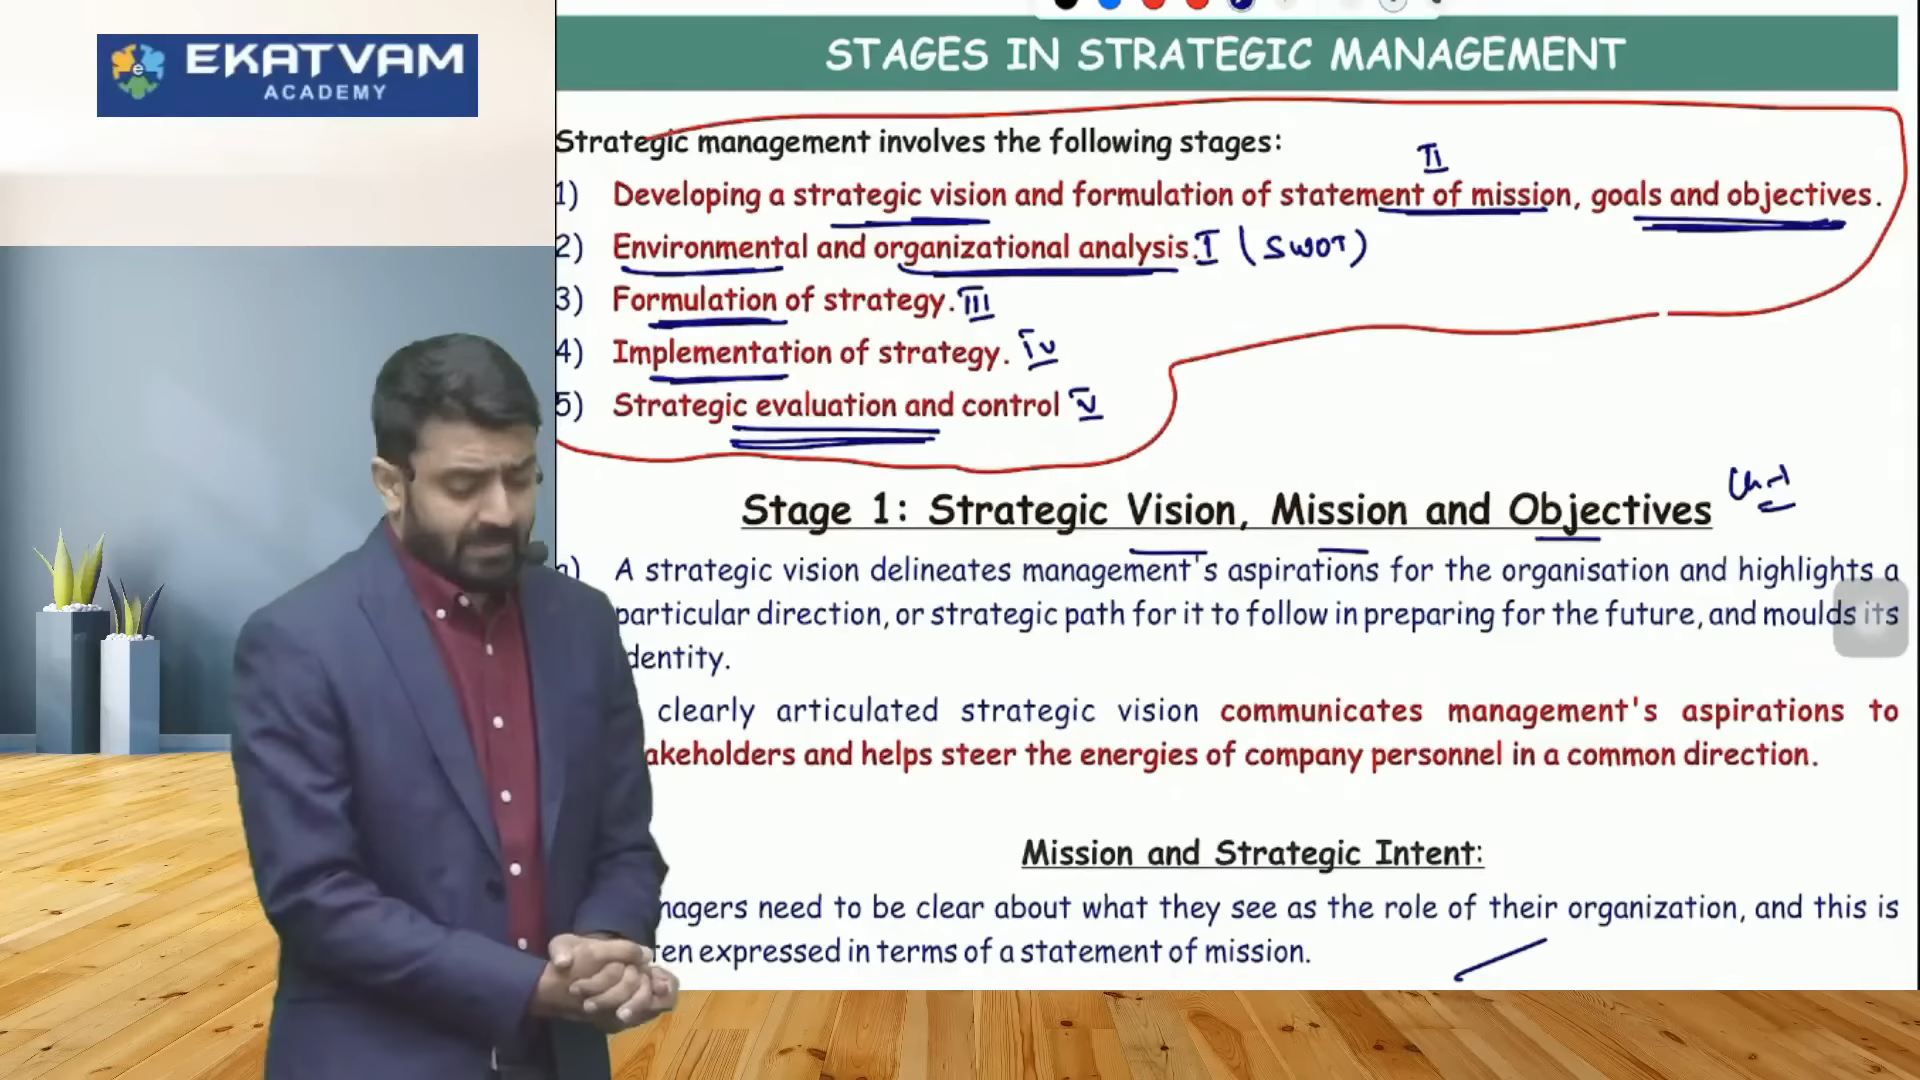 EKATVAM
ACADEMY
STAGES IN STRATEGIC MANAGEMENT
Strategic management involves the following stages:
II
1) Developing a strategic vision and formulation of statement of mission, goals and objectives.
2) Environmental and organizational analysis. I (SWOT)
3) Formulation of strategy. III
4) Implementation of strategy. iv
5) Strategic evaluation and control V
Stage 1: Strategic Vision, Mission and Objectives Ch-1
A strategic vision delineates management's aspirations for the organisation and highlights a
particular direction, or strategic path for it to follow in preparing for the future, and moulds its
dentity.
clearly articulated strategic vision communicates management's aspirations to
akeholders and helps steer the energies of company personnel in a common direction.
Mission and Strategic Intent:
nagers need to be clear about what they see as the role of their organization, and this is
ten expressed in terms of a statement of mission.